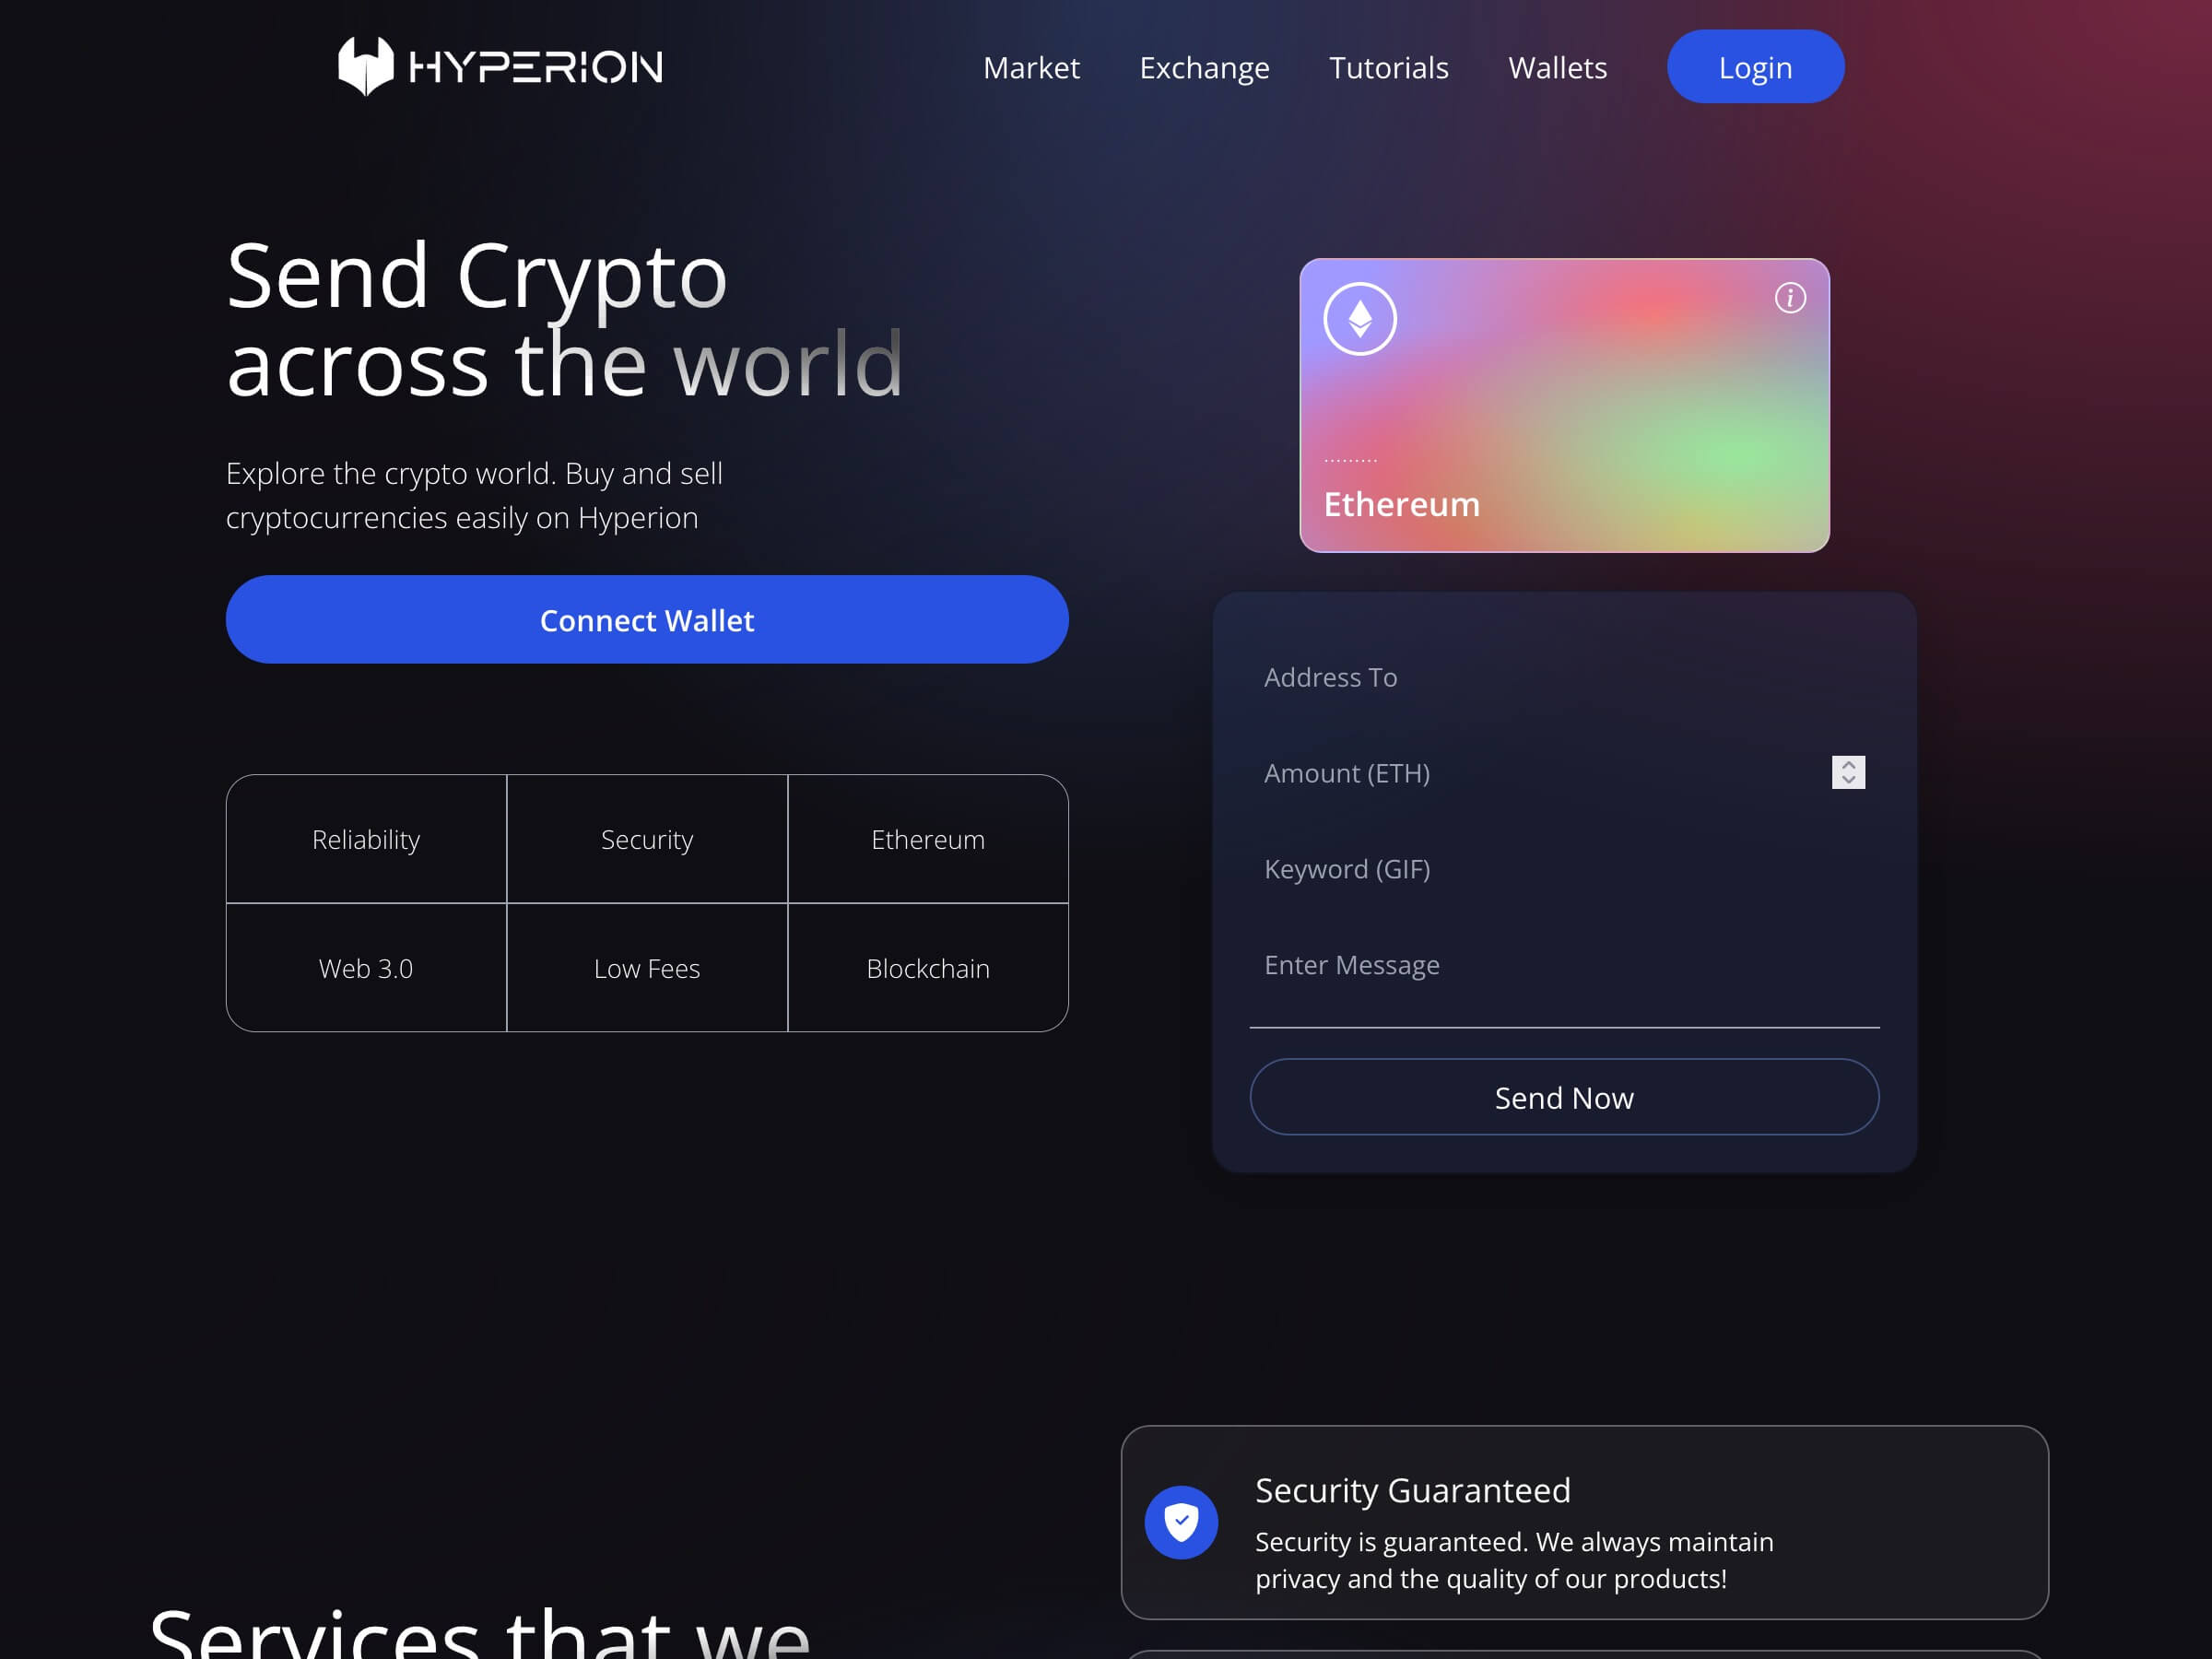 HYPERION
Market
Exchange
Tutorials
Wallets
Login
Send Crypto
across the world
Explore the crypto world. Buy and sell
cryptocurrencies easily on Hyperion
Connect Wallet
Reliability
Security
Ethereum
Web 3.0
Low Fees
Blockchain
i
.........
Ethereum
Address To
Amount (ETH)
Keyword (GIF)
Enter Message
Send Now
Security Guaranteed
Security is guaranteed. We always maintain
privacy and the quality of our products!
Services that we